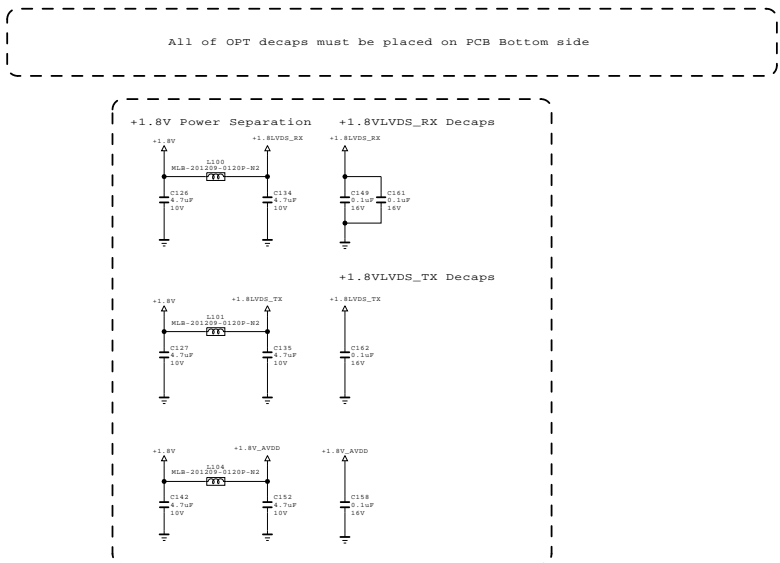 All of OPT decaps must be placed on PCB Bottom side
+1.8V Power Separation
+1.8VLVDS_RX Decaps
+1.8V
+1.8LVDS_RX
+1.8LVDS_RX
L100
MLB-201209-0120P-N2
C126
4.7uF
10V
C134
4.7uF
10V
C149
0.1uF
16V
C161
0.1uF
16V
+1.8VLVDS_TX Decaps
+1.8V
+1.8LVDS_TX
+1.8LVDS_TX
L101
MLB-201209-0120P-N2
C127
4.7uF
10V
C135
4.7uF
10V
C162
0.1uF
16V
+1.8V
+1.8V_AVDD
+1.8V_AVDD
L104
MLB-201209-0120P-N2
C142
4.7uF
10V
C152
4.7uF
10V
C158
0.1uF
16V